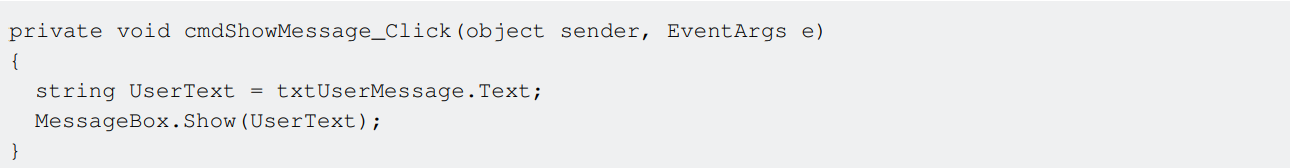 private void cmdShowMessage_Click(object sender, EventArgs e)
{
  string UserText = txtUserMessage.Text;
  MessageBox.Show(UserText);
}